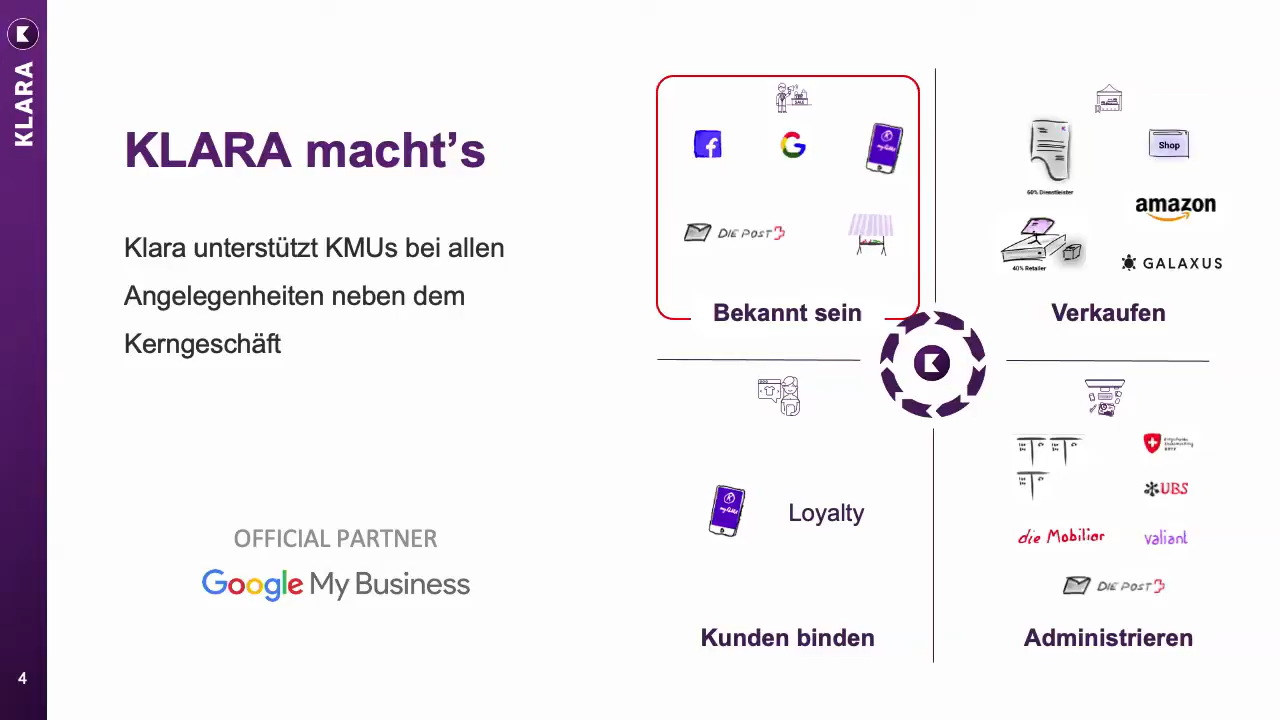 KLARA
KLARA macht’s
Klara unterstützt KMUs bei allen
Angelegenheiten neben dem
Kerngeschäft
OFFICIAL PARTNER
Google My Business
4
SALE
DIE POST
Bekannt sein
60% Dienstleister
Shop
amazon
40% Retailer
GALAXUS
Verkaufen
Loyalty
Kunden binden
UBS
die Mobiliar
valiant
DIE POST
Administrieren